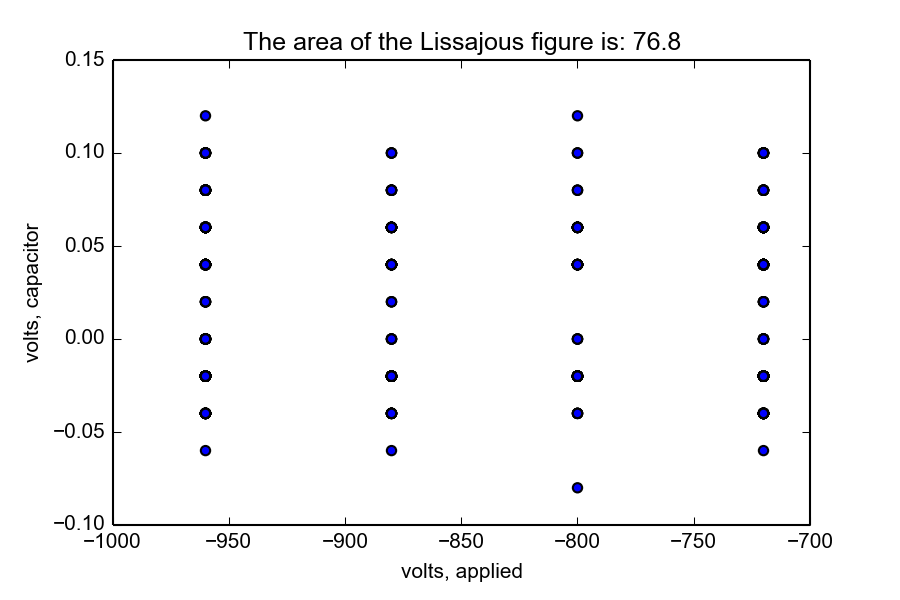 The area of the Lissajous figure is: 76.8
0.15
0.10
0.05
0.00
−0.05
−0.10
volts, capacitor
−1000 −950 −900 −850 −800 −750 −700
volts, applied